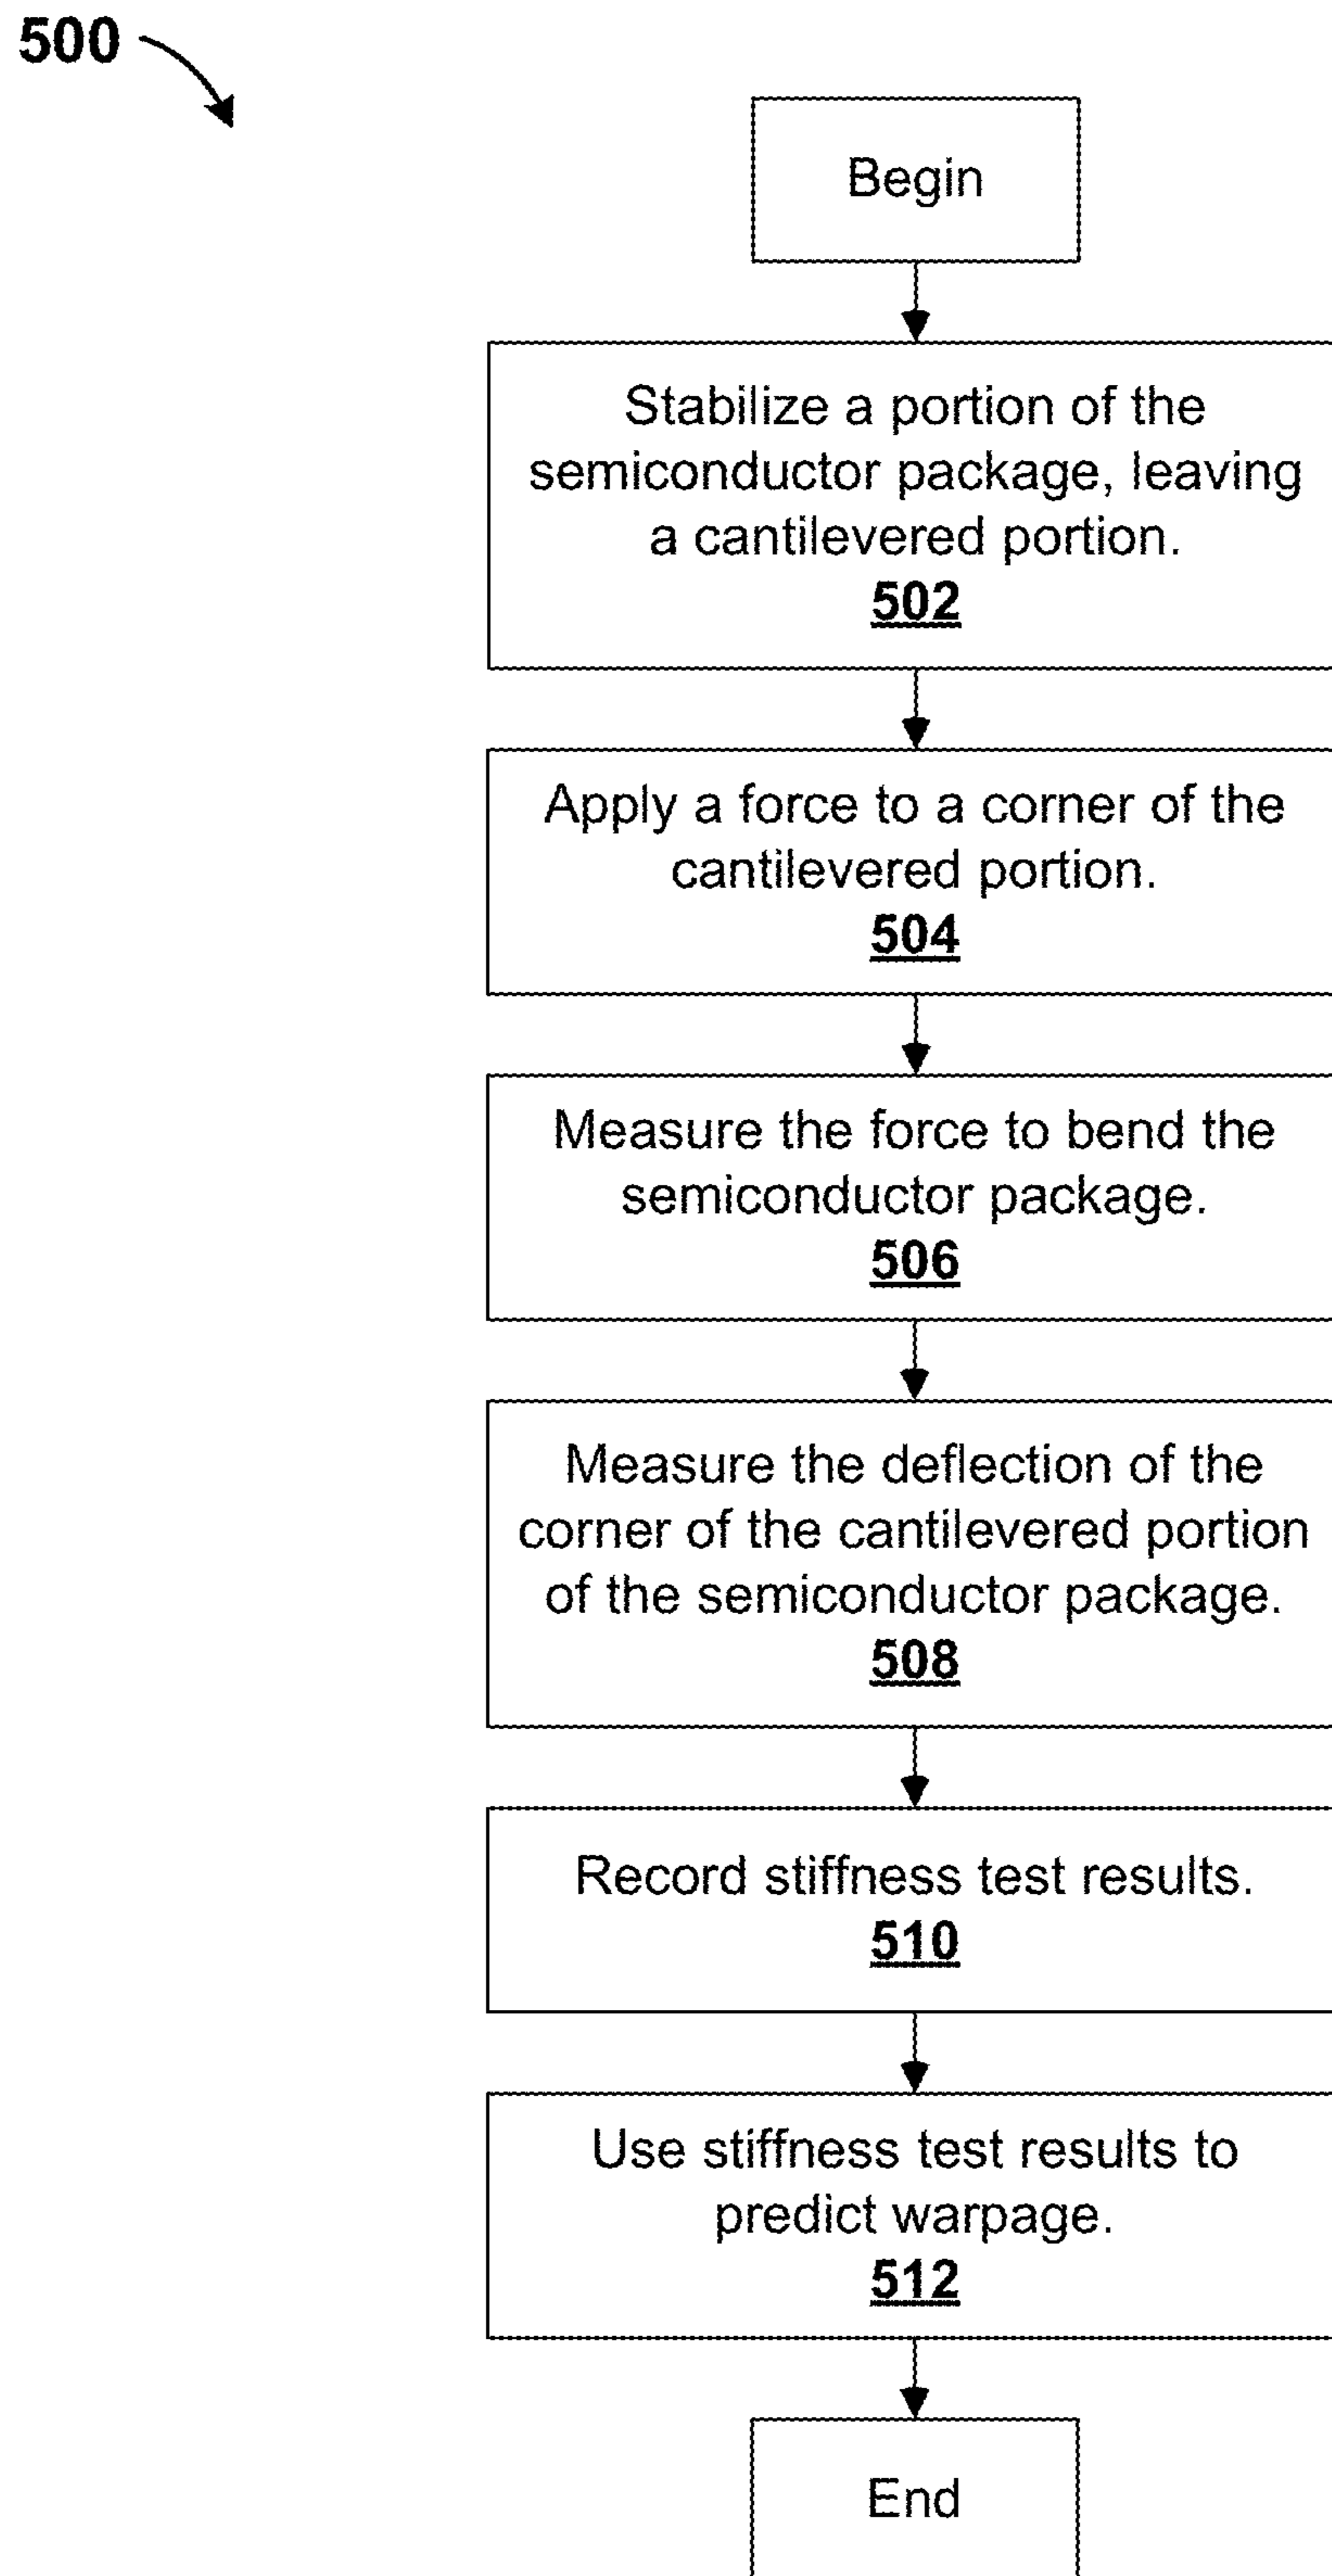 500
Begin
Stabilize a portion of the
semiconductor package, leaving
a cantilevered portion.
502
Apply a force to a corner of the
cantilevered portion.
504
Measure the force to bend the
semiconductor package.
506
Measure the deflection of the
corner of the cantilevered portion
of the semiconductor package.
508
Record stiffness test results.
510
Use stiffness test results to
predict warpage.
512
End